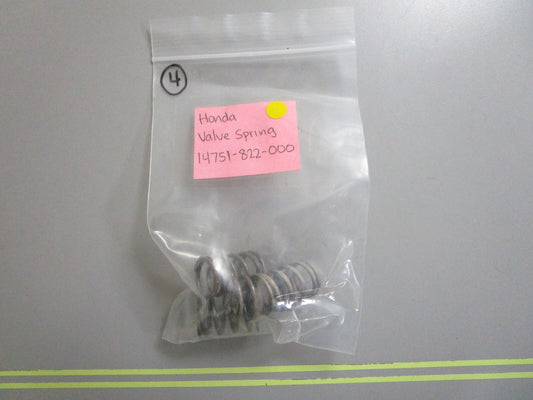 4
Honda
Valve Spring
14751-822-000